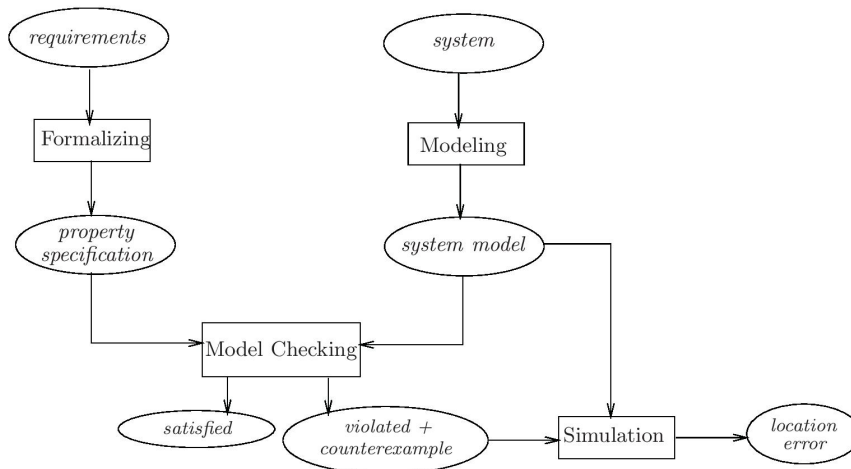 requirements
system
Formalizing
Modeling
property
specification
system model
Model Checking
satisfied
violated +
counterexample
Simulation
location
error